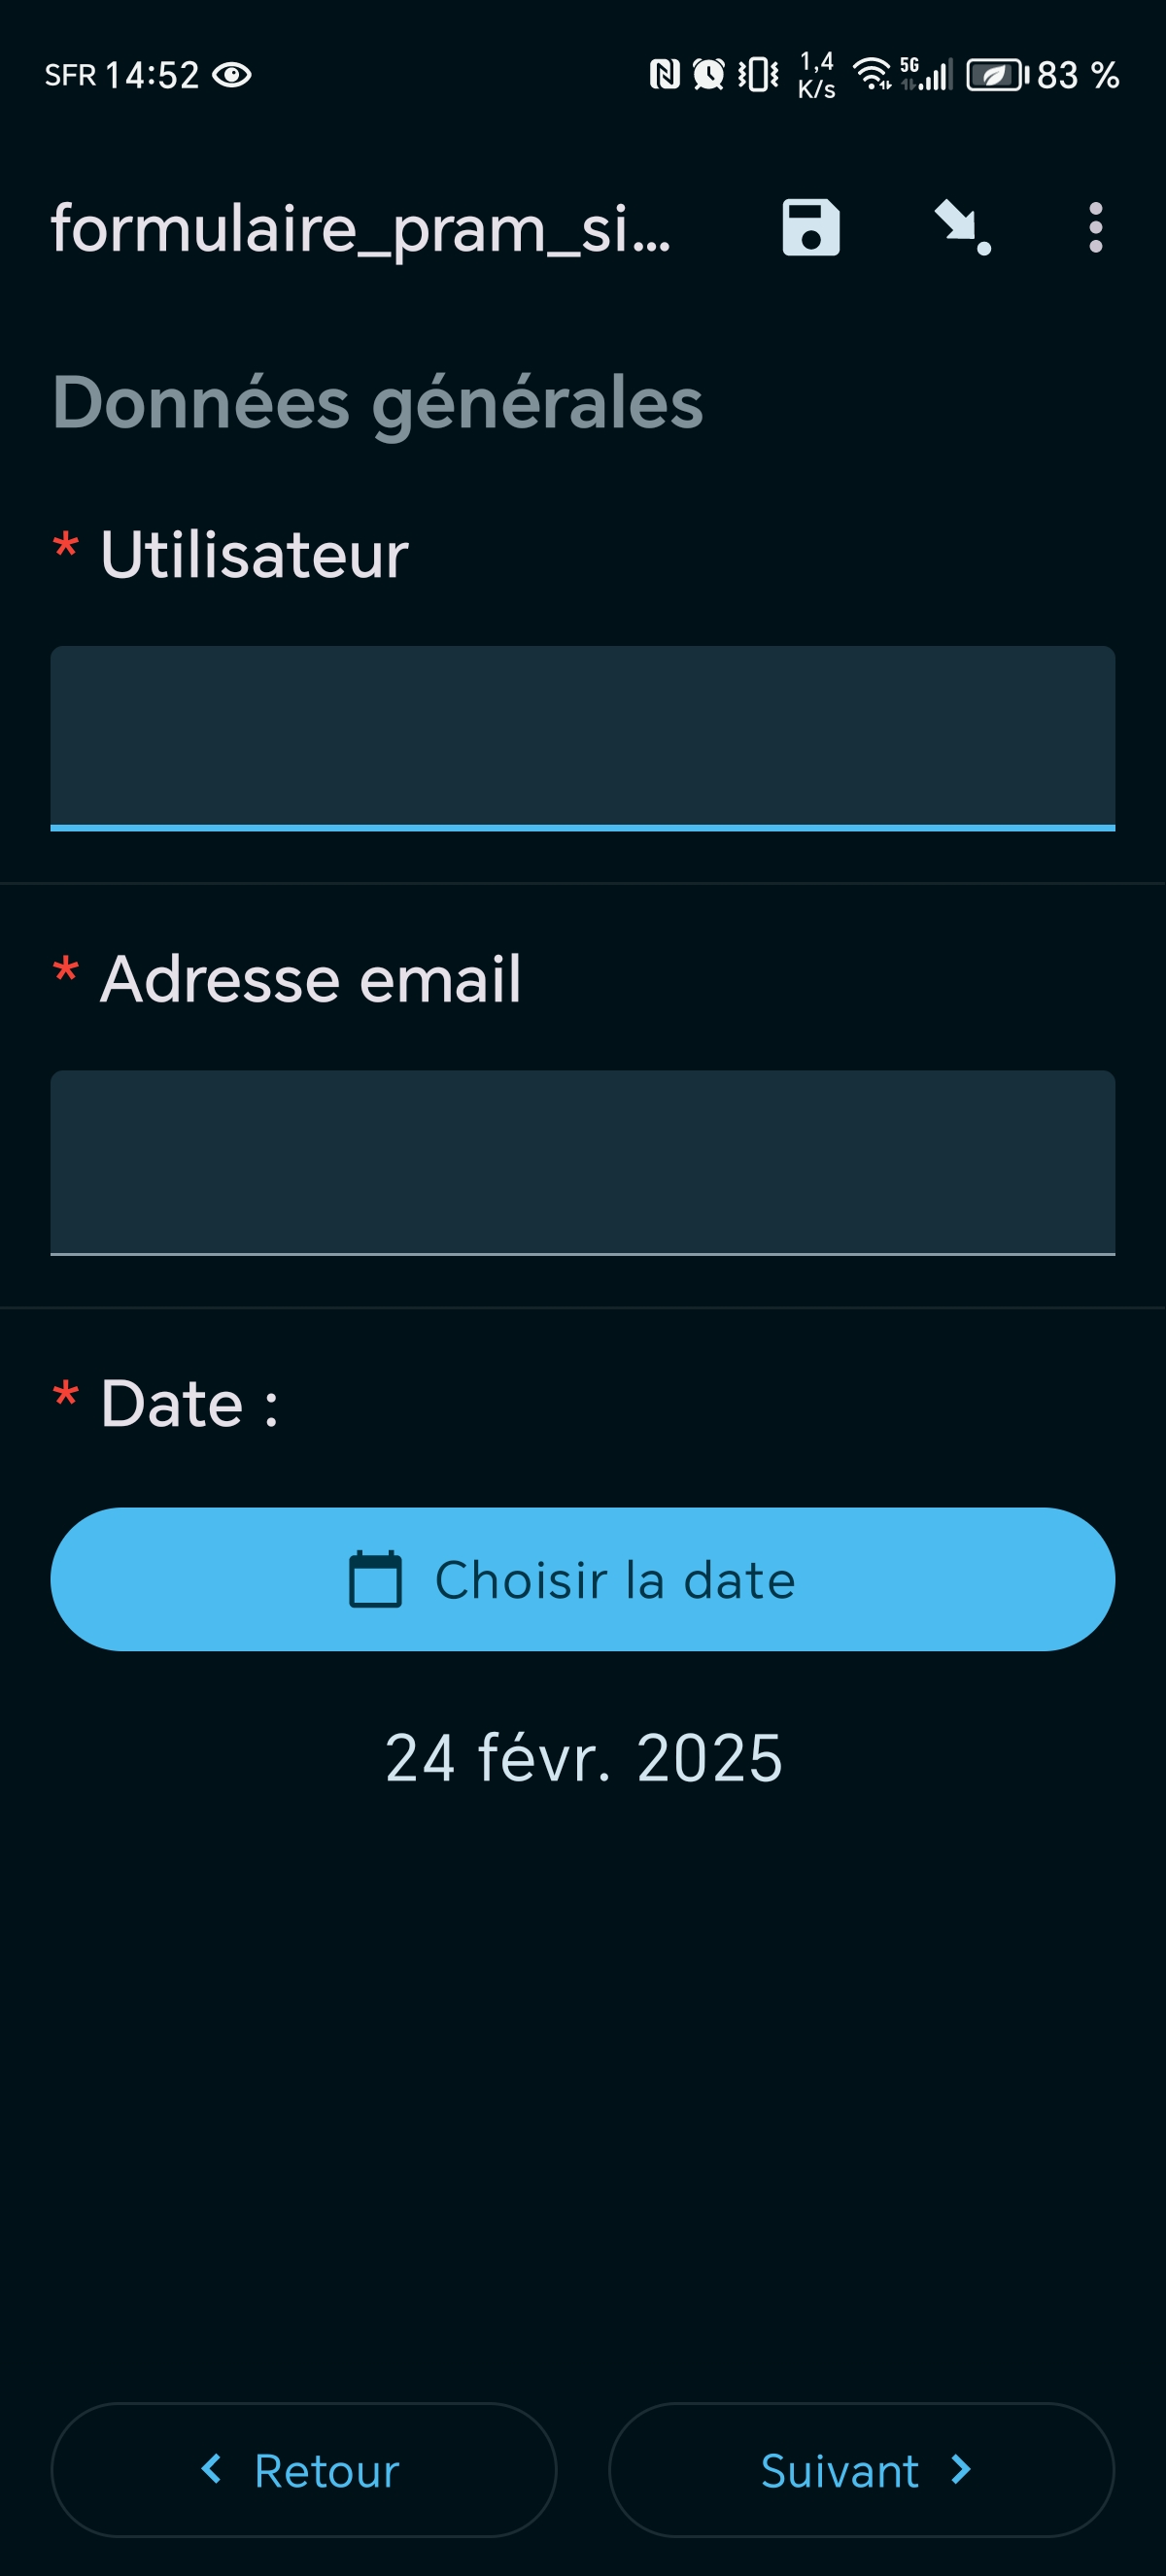 SFR 14:52 1,4 K/s 5G 83 %
formulaire_pram_si...
Données générales
* Utilisateur
* Adresse email
* Date :
Choisir la date
24 févr. 2025
Retour
Suivant